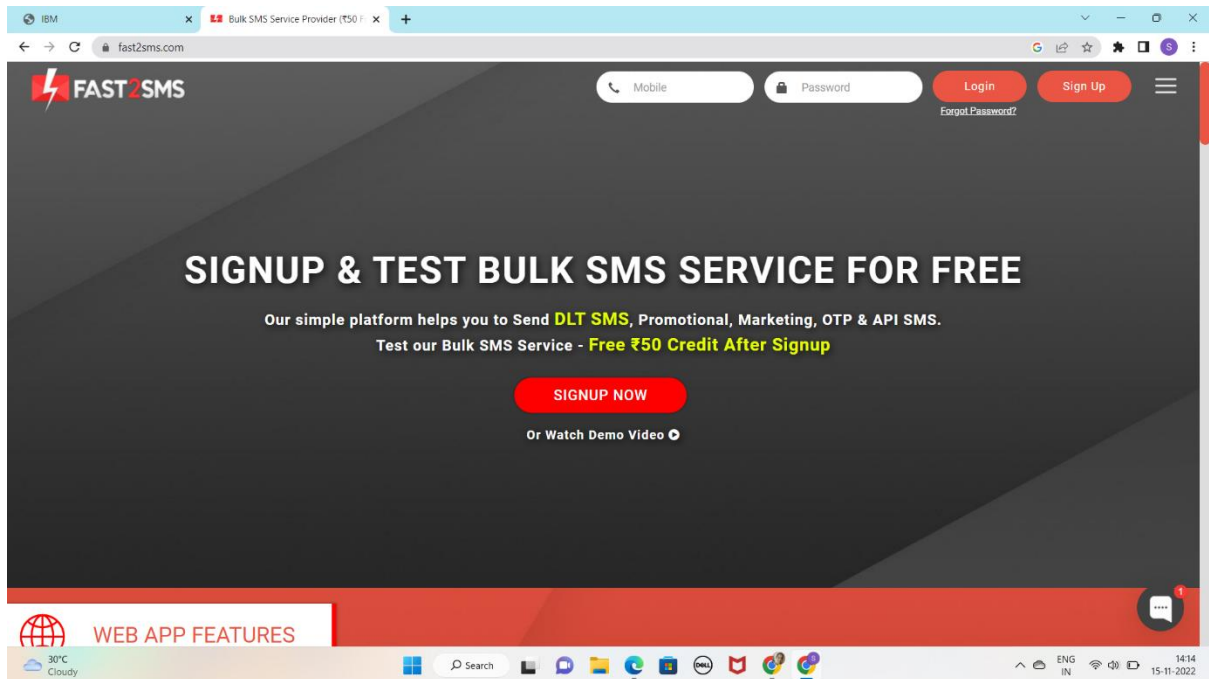 IBM
Bulk SMS Service Provider (₹50 F
fast2sms.com
G
S
FAST2SMS
Mobile
Password
Login
Sign Up
Forgot Password?
SIGNUP & TEST BULK SMS SERVICE FOR FREE
Our simple platform helps you to Send DLT SMS, Promotional, Marketing, OTP & API SMS.
Test our Bulk SMS Service - Free ₹50 Credit After Signup
SIGNUP NOW
Or Watch Demo Video
1
WEB APP FEATURES
30°C
Cloudy
Search
DELL
ENG
IN
14:14
15-11-2022